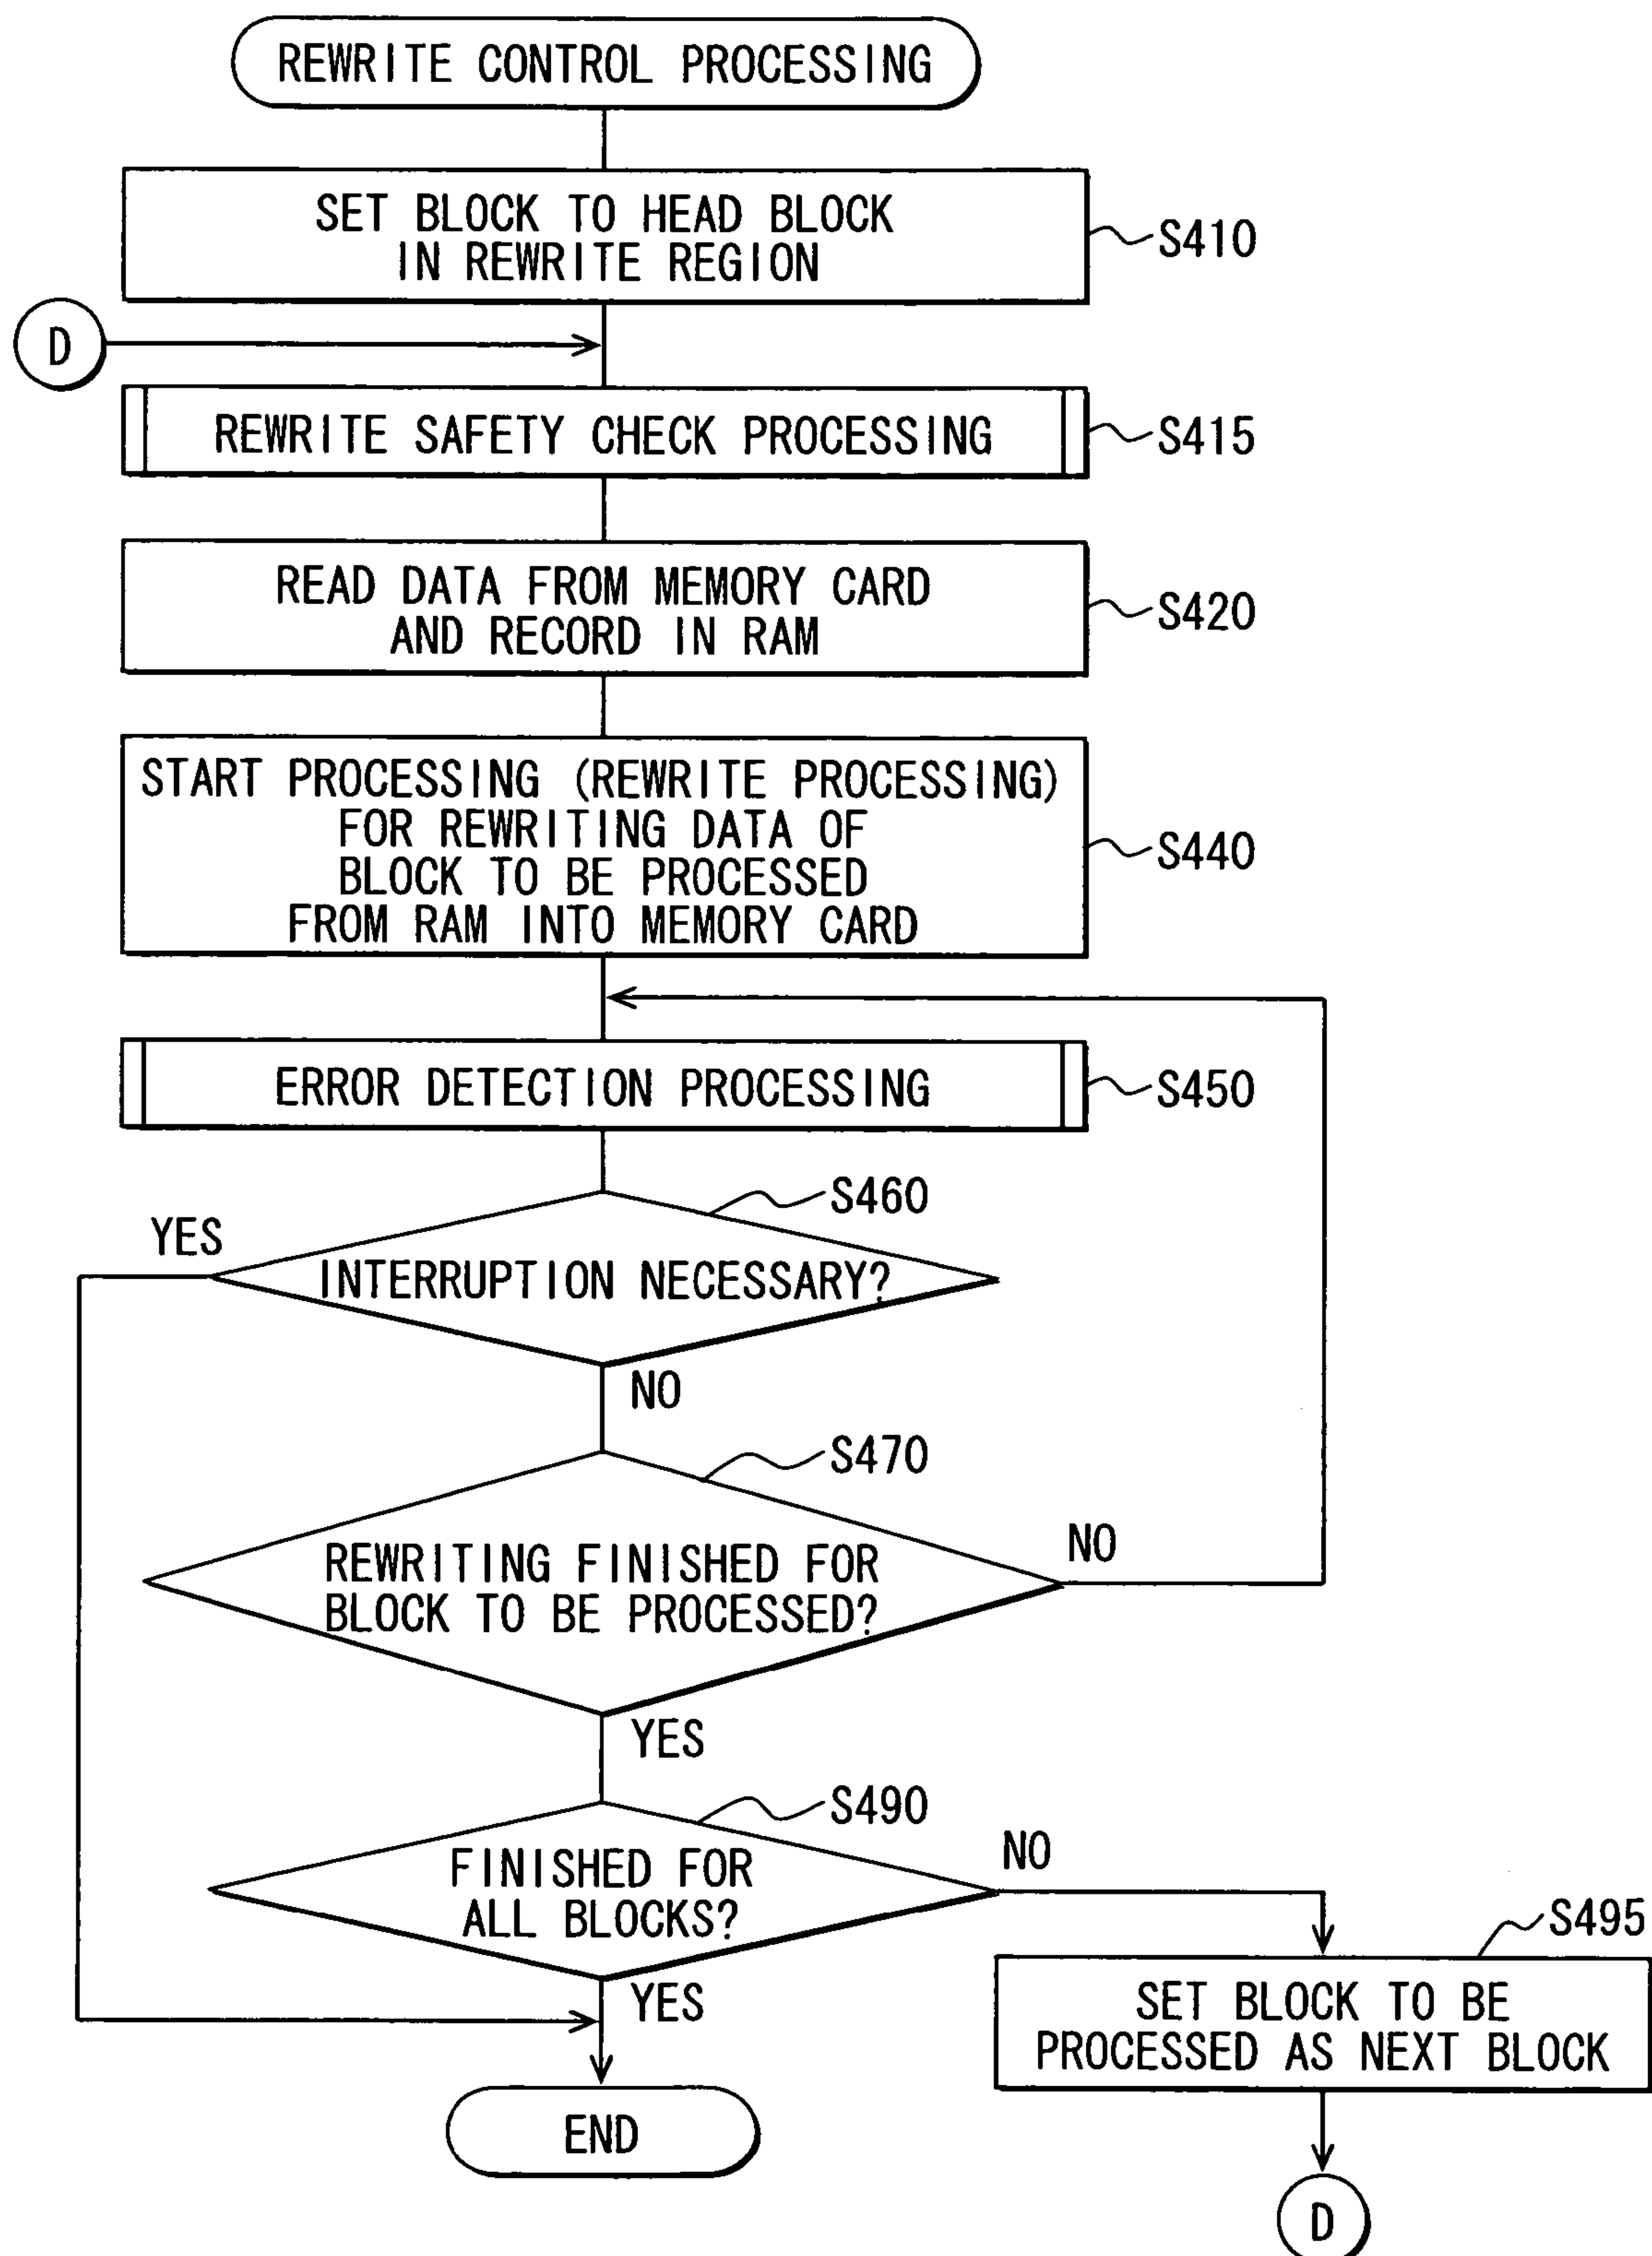 REWRITE CONTROL PROCESSING
SET BLOCK TO HEAD BLOCK
IN REWRITE REGION
S410
D
REWRITE SAFETY CHECK PROCESSING
S415
READ DATA FROM MEMORY CARD
AND RECORD IN RAM
S420
START PROCESSING (REWRITE PROCESSING)
FOR REWRITING DATA OF
BLOCK TO BE PROCESSED
FROM RAM INTO MEMORY CARD
S440
ERROR DETECTION PROCESSING
S450
S460
YES
INTERRUPTION NECESSARY?
NO
S470
REWRITING FINISHED FOR
BLOCK TO BE PROCESSED?
NO
YES
S490
FINISHED FOR
ALL BLOCKS?
NO
YES
S495
SET BLOCK TO BE
PROCESSED AS NEXT BLOCK
END
D